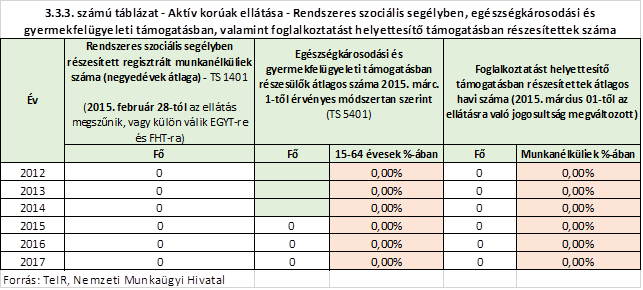 3.3.3. számú táblázat - Aktív korúak ellátása - Rendszeres szociális segélyben, egészségkárosodási és
gyermekfelügyeleti támogatásban, valamint foglalkoztatást helyettesítő támogatásban részesítettek száma
Év
Rendszeres szociális segélyben
részesített regisztrált munkanélküliek
száma (negyedévek átlaga) - TS 1401
(2015. február 28-tól az ellátás
megszűnik, vagy külön válik EGYT-re
és FHT-ra)
Egészségkárosodási és
gyermekfelügyeleti támogatásban
részesülők átlagos száma 2015. márc.
1-től érvényes módszertan szerint
(TS 5401)
Foglalkoztatást helyettesítő
támogatásban részesítettek átlagos
havi száma (2015. március 01-től az
ellátásra való jogosultság megváltozott)
Fő Fő 15-64 évesek %-ában Fő Munkanélküliek %-ában
2012 0 0,00% 0 0,00%
2013 0 0,00% 0 0,00%
2014 0 0,00% 0 0,00%
2015 0 0 0,00% 0 0,00%
2016 0 0 0,00% 0 0,00%
2017 0 0 0,00% 0 0,00%
Forrás: TeIR, Nemzeti Munkaügyi Hivatal